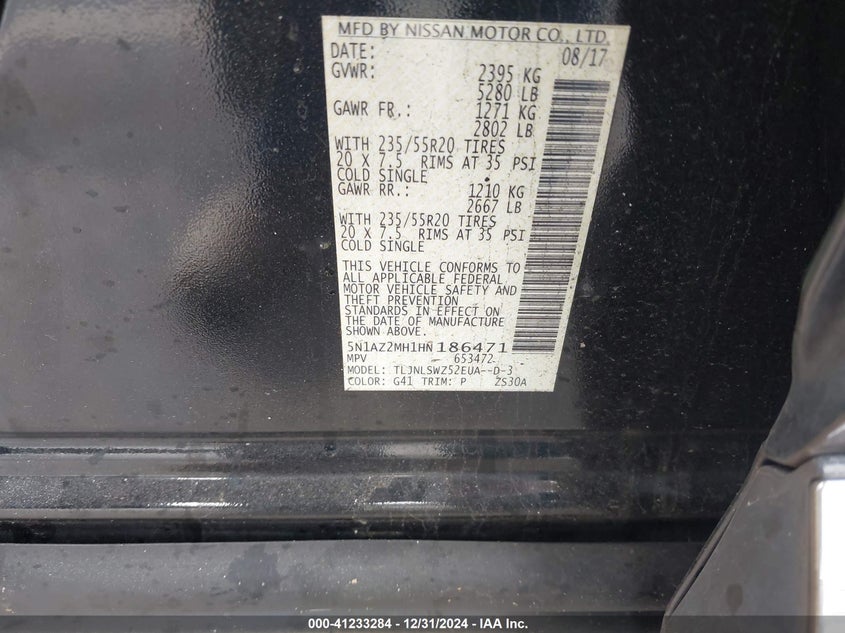 MFD BY NISSAN MOTOR CO., LTD.
DATE: 08/17
GVWR: 2395 KG
5280 LB
GAWR FR.: 1271 KG
2802 LB
WITH 235/55R20 TIRES
20 X 7.5 RIMS AT 35 PSI
COLD SINGLE
GAWR RR.: 1210 KG
2667 LB
WITH 235/55R20 TIRES
20 X 7.5 RIMS AT 35 PSI
COLD SINGLE
THIS VEHICLE CONFORMS TO
ALL APPLICABLE FEDERAL
MOTOR VEHICLE SAFETY AND
THEFT PREVENTION
STANDARDS IN EFFECT ON
THE DATE OF MANUFACTURE
SHOWN ABOVE.
5N1AZ2MH1HN186471
MPV 653472
MODEL: TLJNLSWZ52EUA--D-3
COLOR: G41 TRIM: P ZS30A
000-41233284 - 12/31/2024 - IAA Inc.